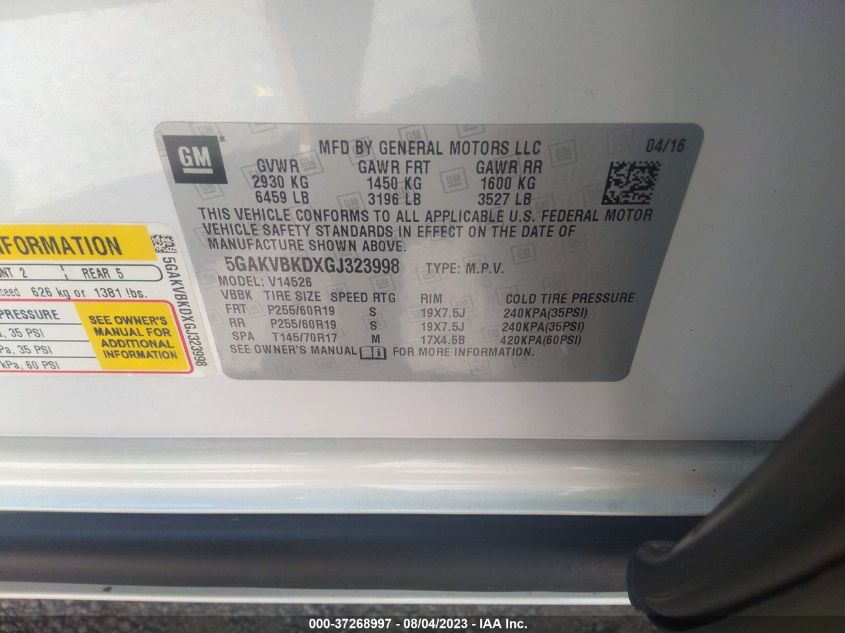 GM
MFD BY GENERAL MOTORS LLC 04/16
GVWR GAWR FRT GAWR RR
2930 KG 1450 KG 1600 KG
6459 LB 3196 LB 3527 LB
THIS VEHICLE CONFORMS TO ALL APPLICABLE U.S. FEDERAL MOTOR
VEHICLE SAFETY STANDARDS IN EFFECT ON THE DATE OF
MANUFACTURE SHOWN ABOVE.
5GAKVBKDXGJ323998 TYPE: M.P.V.
MODEL: V14526
VBBK TIRE SIZE SPEED RTG RIM COLD TIRE PRESSURE
FRT P255/60R19 S 19X7.5J 240KPA(35PSI)
RR P255/60R19 S 19X7.5J 240KPA(35PSI)
SPA T145/70R17 M 17X4.5B 420KPA(60PSI)
SEE OWNER'S MANUAL FOR MORE INFORMATION.
FORMATION
NT 2 REAR 5
ceed 626 kg or 1381 lbs.
PRESSURE
a, 35 PSI
Pa, 35 PSI
kPa, 60 PSI
SEE OWNER'S
MANUAL FOR
ADDITIONAL
INFORMATION
5GAKVBKDXGJ323998
000-37268997 - 08/04/2023 - IAA Inc.